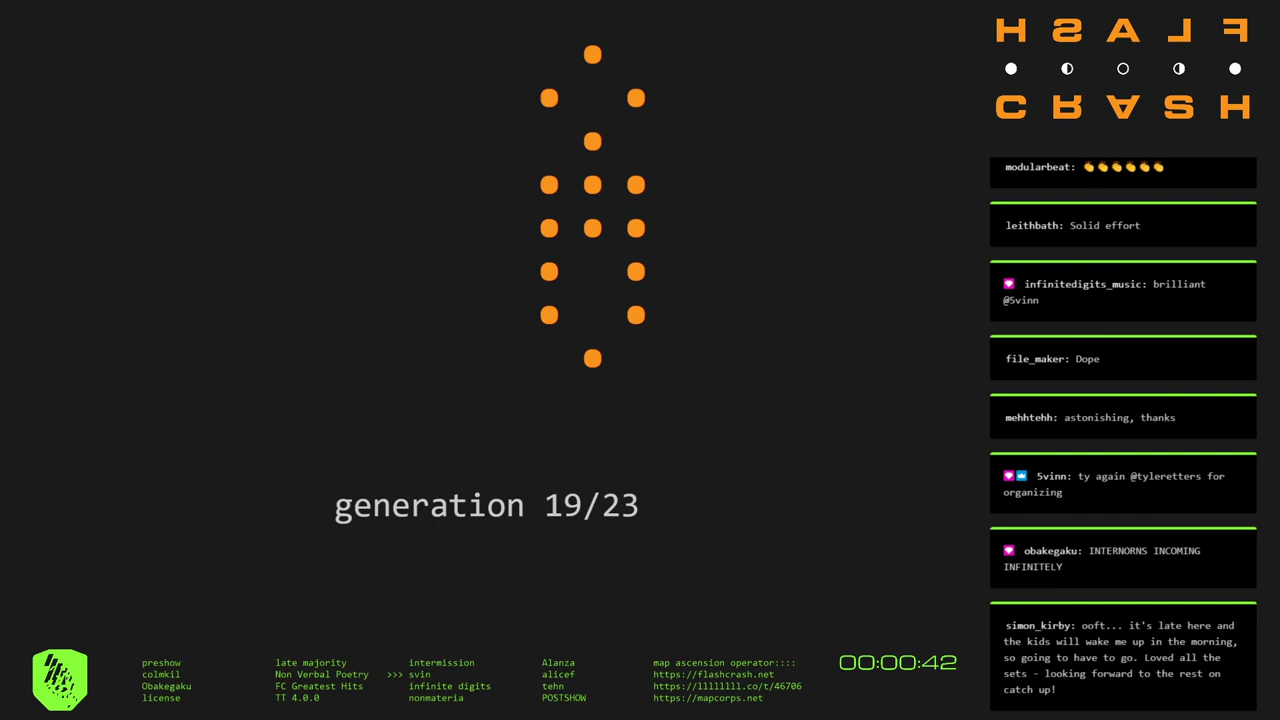 FLASH
CRASH
modularbeat: 👏👏👏👏👏👏
leithbath: Solid effort
infinitedigits_music: brilliant
@5vinn
file_maker: Dope
mehhtehh: astonishing, thanks
5vinn: ty again @tyleretters for
organizing
obakegaku: INTERNORNS INCOMING
INFINITELY
simon_kirby: ooft... it's late here and
the kids will wake me up in the morning,
so going to have to go. Loved all the
sets - looking forward to the rest on
catch up!
generation 19/23
00:00:42
preshow
colmkil
Obakegaku
license
late majority
Non Verbal Poetry
FC Greatest Hits
TT 4.0.0
intermission
>>> svin
infinite digits
nonmateria
Alanza
alicef
tehn
POSTSHOW
map ascension operator::::
https://flashcrash.net
https://llllllll.co/t/46706
https://mapcorps.net